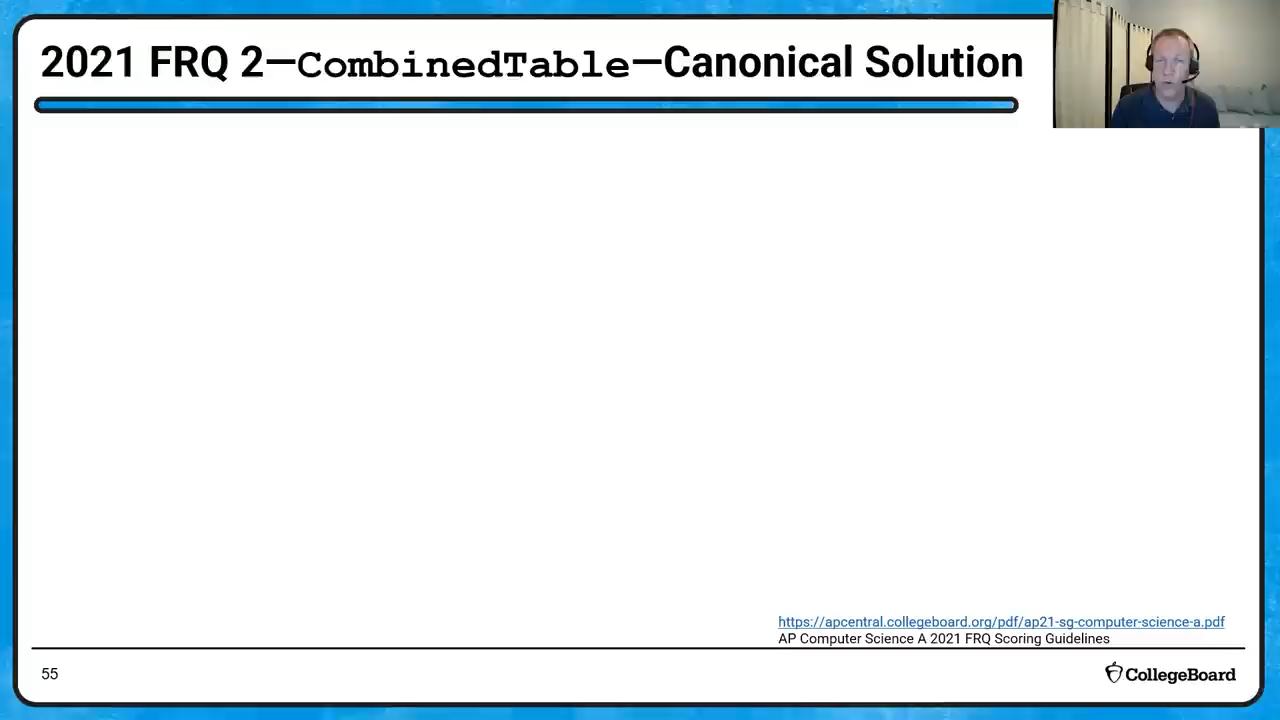 2021 FRQ 2—CombinedTable—Canonical Solution
https://apcentral.collegeboard.org/pdf/ap21-sg-computer-science-a.pdf
AP Computer Science A 2021 FRQ Scoring Guidelines
55
CollegeBoard